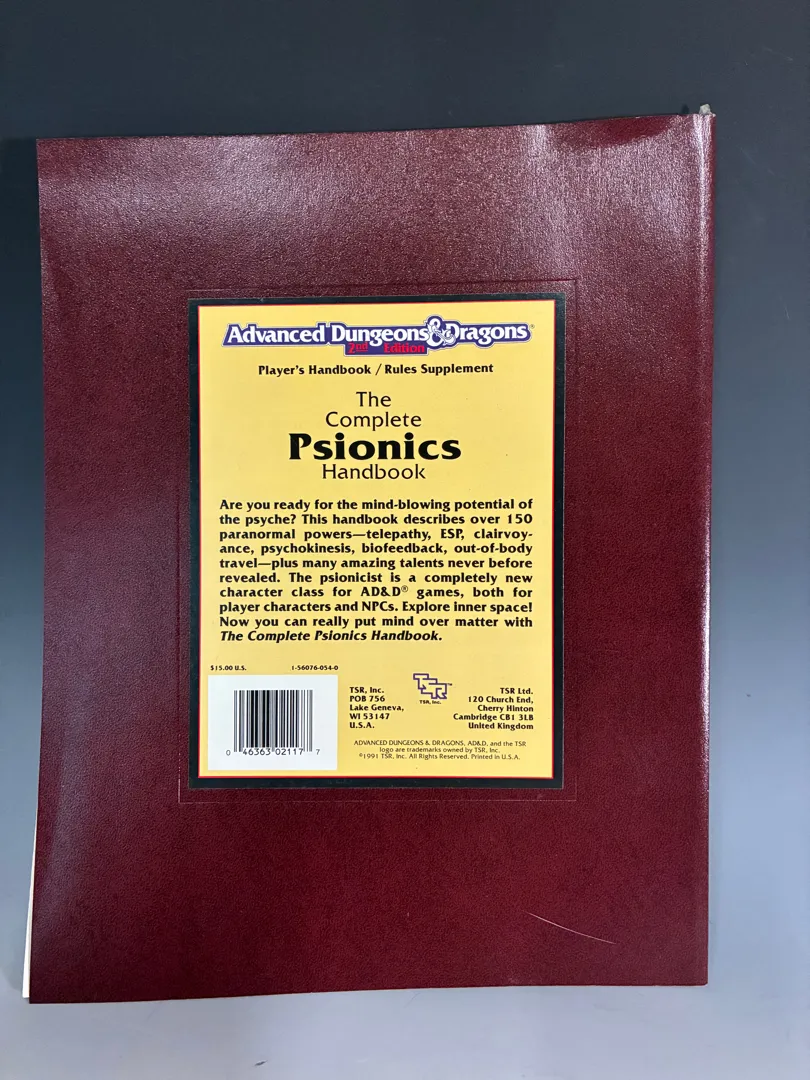 Advanced Dungeons & Dragons®
2nd Edition
Player's Handbook / Rules Supplement
The
Complete
Psionics
Handbook
Are you ready for the mind-blowing potential of
the psyche? This handbook describes over 150
paranormal powers—telepathy, ESP, clairvoy-
ance, psychokinesis, biofeedback, out-of-body
travel—plus many amazing talents never before
revealed. The psionicist is a completely new
character class for AD&D® games, both for
player characters and NPCs. Explore inner space!
Now you can really put mind over matter with
The Complete Psionics Handbook.
$15.00 U.S. 1-56076-054-0
0 46363 02117 7
TSR, Inc.
POB 756
Lake Geneva,
WI 53147
U.S.A.
TSR™
TSR, Inc.
TSR Ltd.
120 Church End,
Cherry Hinton
Cambridge CB1 3LB
United Kingdom
ADVANCED DUNGEONS & DRAGONS, AD&D, and the TSR
logo are trademarks owned by TSR, Inc.
©1991 TSR, Inc. All Rights Reserved. Printed in U.S.A.